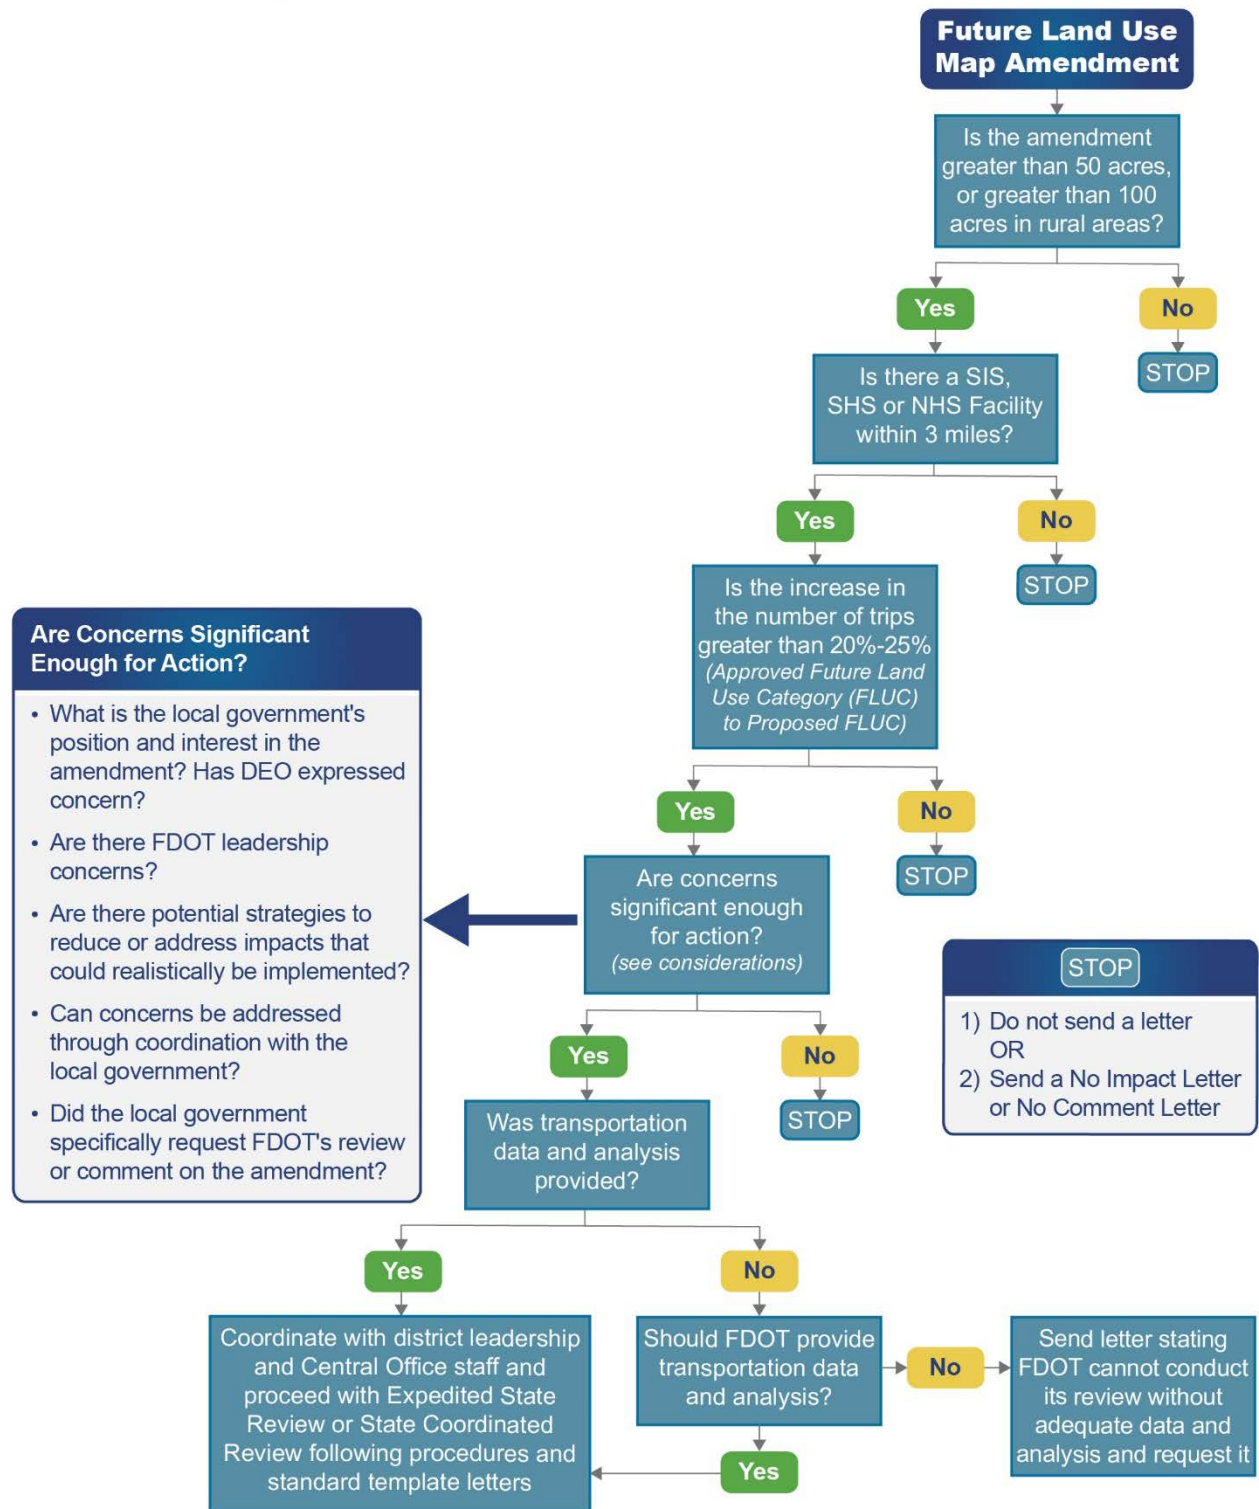 Future Land Use
Map Amendment
Is the amendment
greater than 50 acres,
or greater than 100
acres in rural areas?
Yes
No
STOP
Is there a SIS,
SHS or NHS Facility
within 3 miles?
Yes
No
STOP
Is the increase in
the number of trips
greater than 20%-25%
(Approved Future Land
Use Category (FLUC)
to Proposed FLUC)
Yes
No
STOP
Are concerns
significant enough
for action?
(see considerations)
Are Concerns Significant
Enough for Action?
• What is the local government's
position and interest in the
amendment? Has DEO expressed
concern?
• Are there FDOT leadership
concerns?
• Are there potential strategies to
reduce or address impacts that
could realistically be implemented?
• Can concerns be addressed
through coordination with the
local government?
• Did the local government
specifically request FDOT's review
or comment on the amendment?
STOP
1) Do not send a letter
OR
2) Send a No Impact Letter
or No Comment Letter
Yes
No
STOP
Was transportation
data and analysis
provided?
Yes
No
Coordinate with district leadership
and Central Office staff and
proceed with Expedited State
Review or State Coordinated
Review following procedures and
standard template letters
Should FDOT provide
transportation data
and analysis?
No
Send letter stating
FDOT cannot conduct
its review without
adequate data and
analysis and request it
Yes